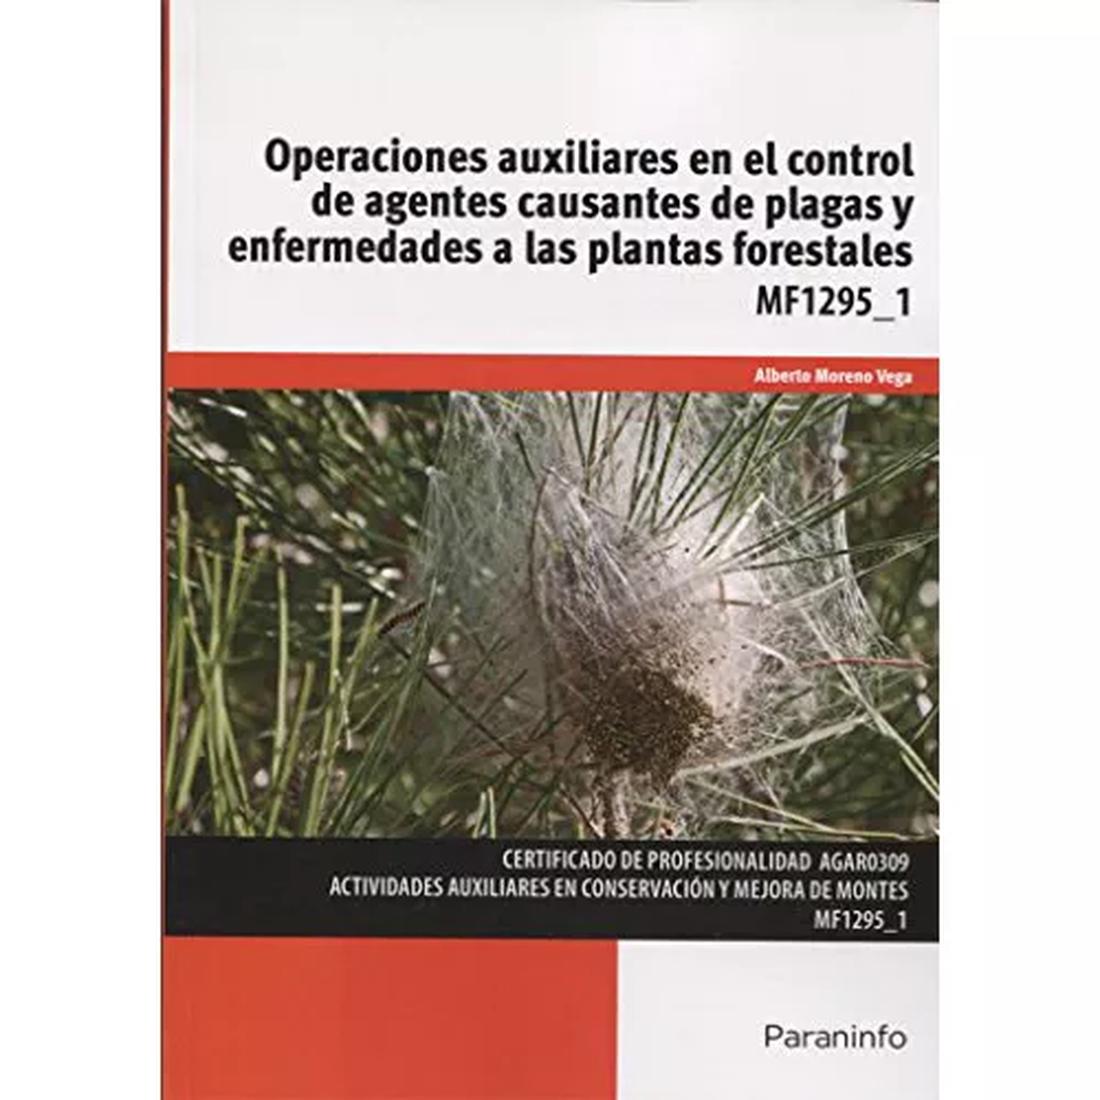 Operaciones auxiliares en el control
de agentes causantes de plagas y
enfermedades a las plantas forestales
MF1295_1
Alberto Moreno Vega
CERTIFICADO DE PROFESIONALIDAD AGAR0309
ACTIVIDADES AUXILIARES EN CONSERVACIÓN Y MEJORA DE MONTES
MF1295_1
Paraninfo